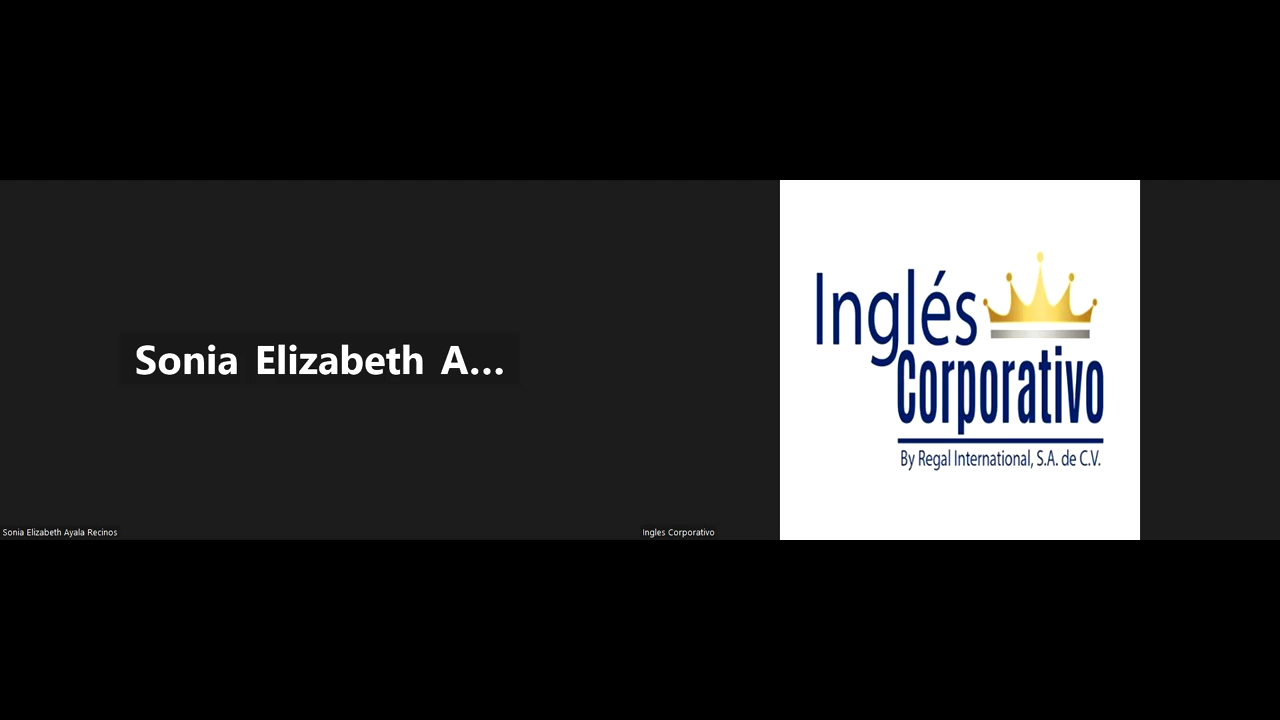 Sonia Elizabeth A...
Inglés
Corporativo
By Regal International, S.A. de C.V.
Sonia Elizabeth Ayala Recinos
Ingles Corporativo